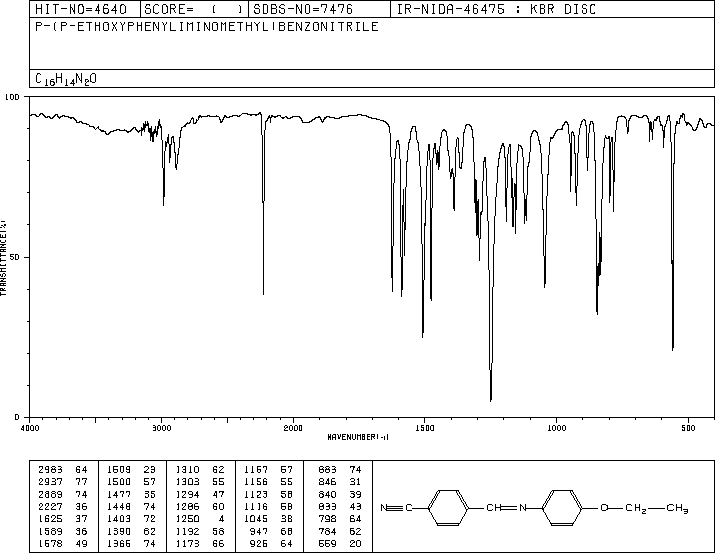 HIT-NO=4640 SCORE= ( ) SDBS-NO=7476 IR-NIDA-46475 : KBR DISC
P-(P-ETHOXYPHENYLIMINOMETHYL)BENZONITRILE
C16H14N2O
100
50
0
TRANSMITTANCE(%)
4000 3000 2000 1500 1000 500
WAVENUMBER(-1)
2983 64 1509 23 1310 62 1167 57 883 74
2937 77 1500 57 1303 55 1156 55 846 31
2889 74 1477 35 1294 47 1123 58 840 39
2227 36 1448 74 1286 60 1116 58 833 43
1625 37 1403 72 1250 4 1045 38 798 64
1589 36 1390 62 1192 58 947 68 784 62
1578 49 1365 74 1173 66 926 64 559 20
N≡C CH=N O-CH2-CH3